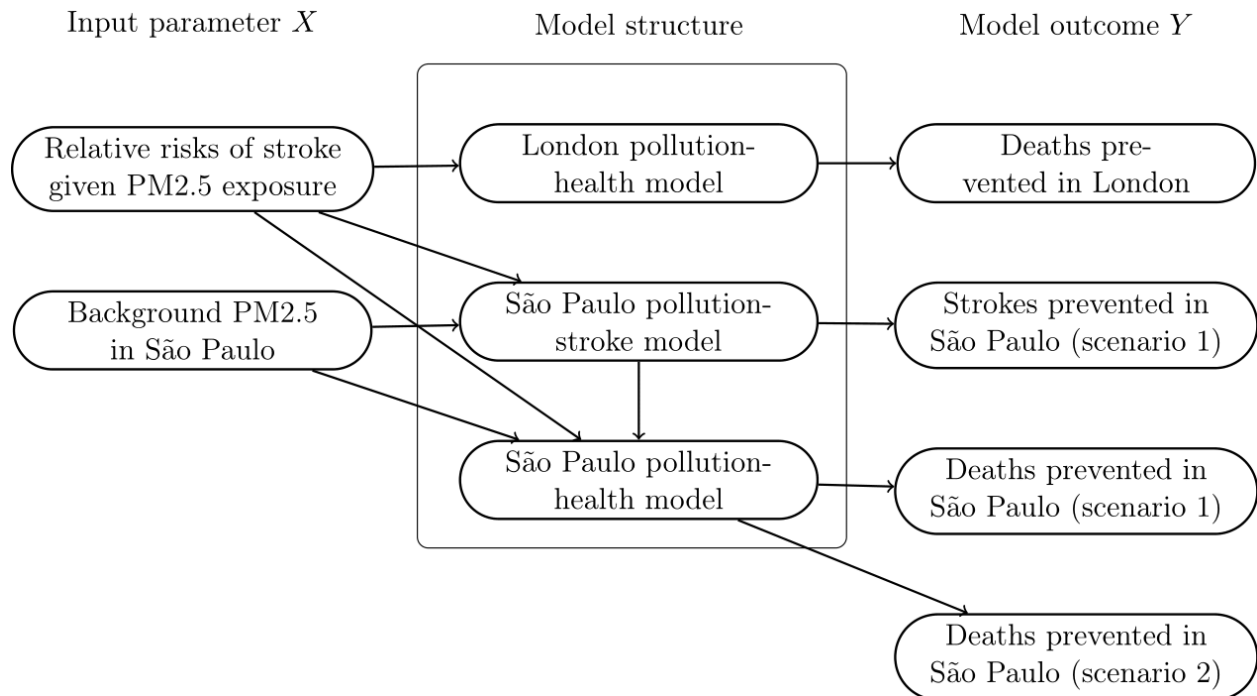 Input parameter X
Model structure
Model outcome Y
Relative risks of stroke
given PM2.5 exposure
London pollution-
health model
Deaths pre-
vented in London
Background PM2.5
in São Paulo
São Paulo pollution-
stroke model
Strokes prevented in
São Paulo (scenario 1)
São Paulo pollution-
health model
Deaths prevented in
São Paulo (scenario 1)
Deaths prevented in
São Paulo (scenario 2)